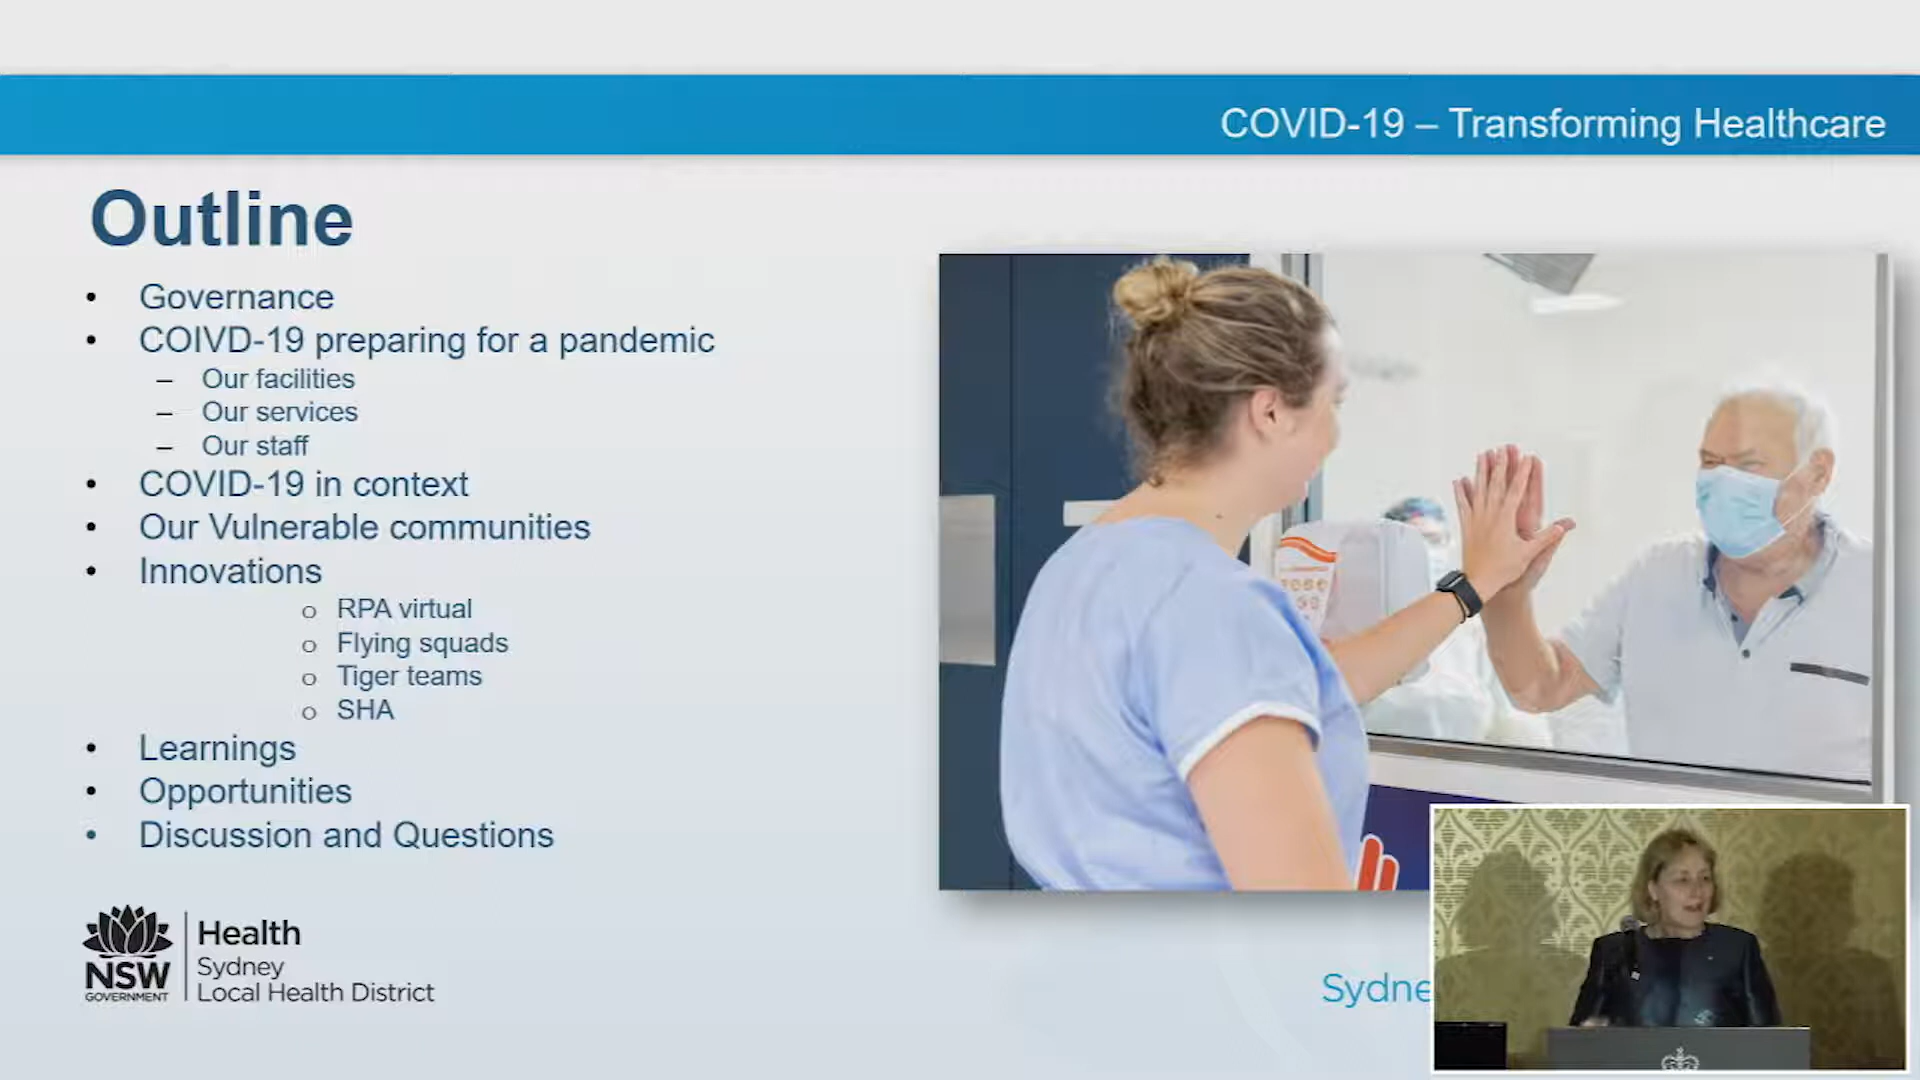 COVID-19 – Transforming Healthcare
Outline
• Governance
• COIVD-19 preparing for a pandemic
– Our facilities
– Our services
– Our staff
• COVID-19 in context
• Our Vulnerable communities
• Innovations
o RPA virtual
o Flying squads
o Tiger teams
o SHA
• Learnings
• Opportunities
• Discussion and Questions
NSW
GOVERNMENT
Health
Sydney
Local Health District